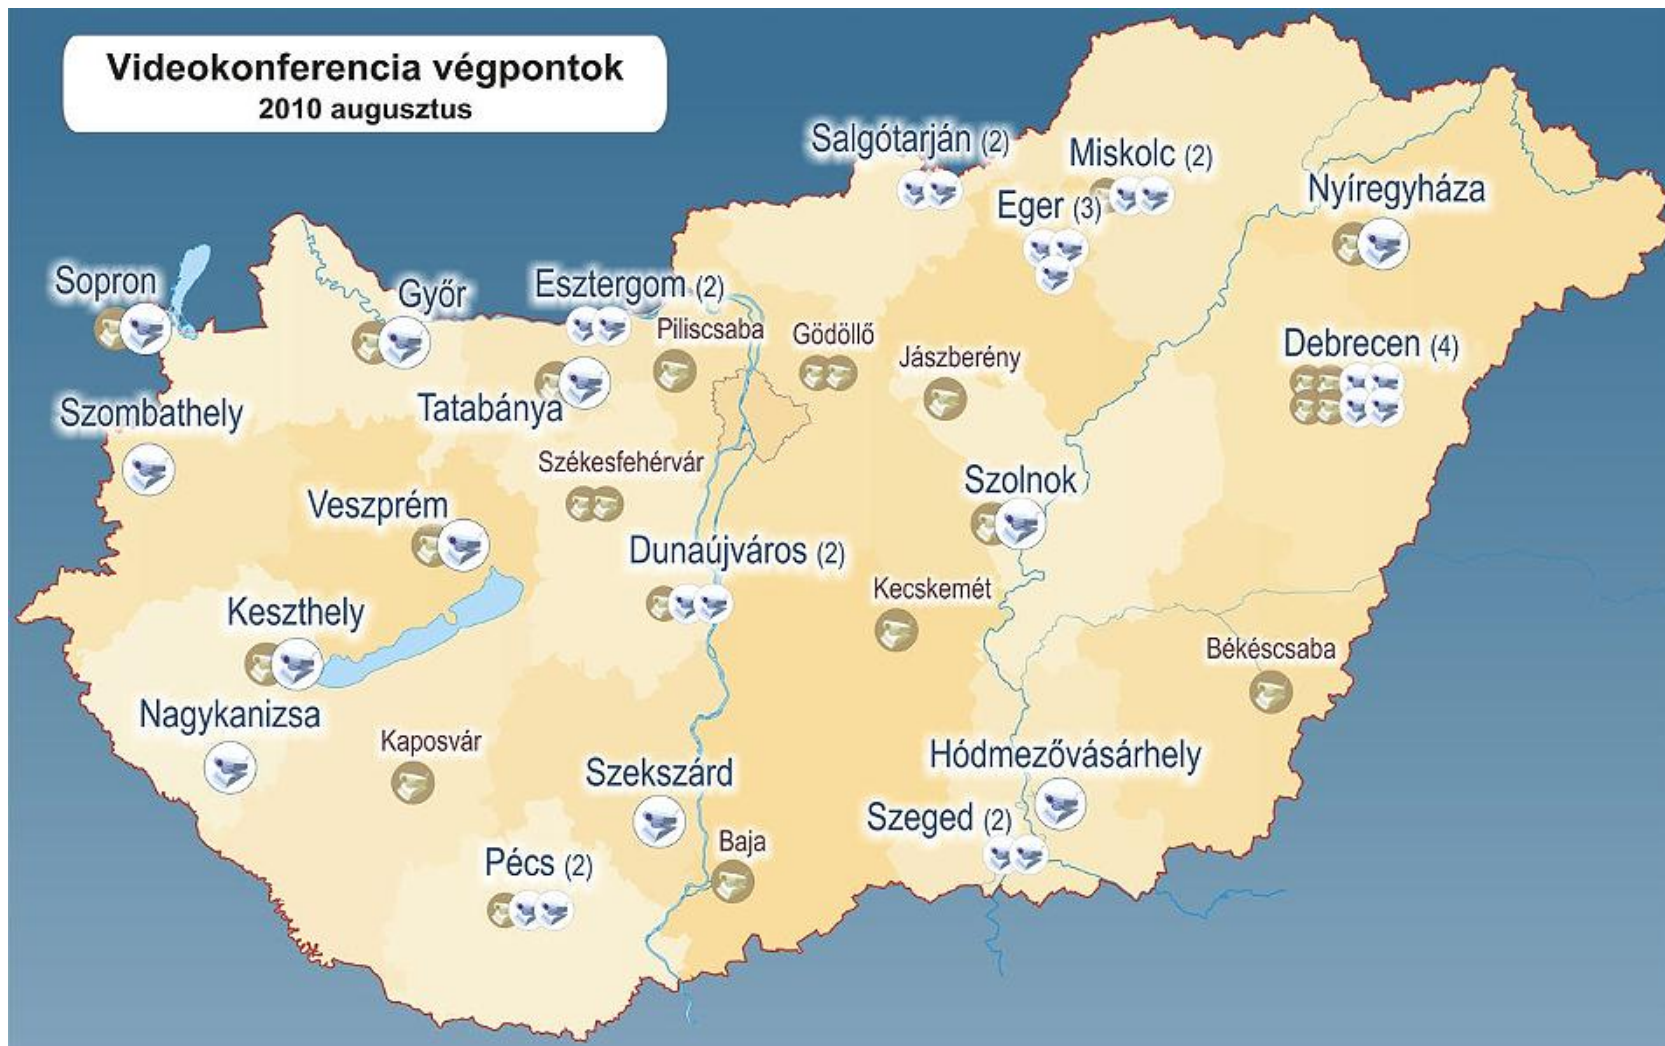 Videokonferencia végpontok
2010 augusztus
Salgótarján (2)
Miskolc (2)
Nyíregyháza
Eger (3)
Sopron
Győr
Esztergom (2)
Piliscsaba
Gödöllő
Jászberény
Debrecen (4)
Szombathely
Tatabánya
Székesfehérvár
Szolnok
Veszprém
Dunaújváros (2)
Kecskemét
Keszthely
Békéscsaba
Nagykanizsa
Kaposvár
Szekszárd
Hódmezővásárhely
Szeged (2)
Baja
Pécs (2)